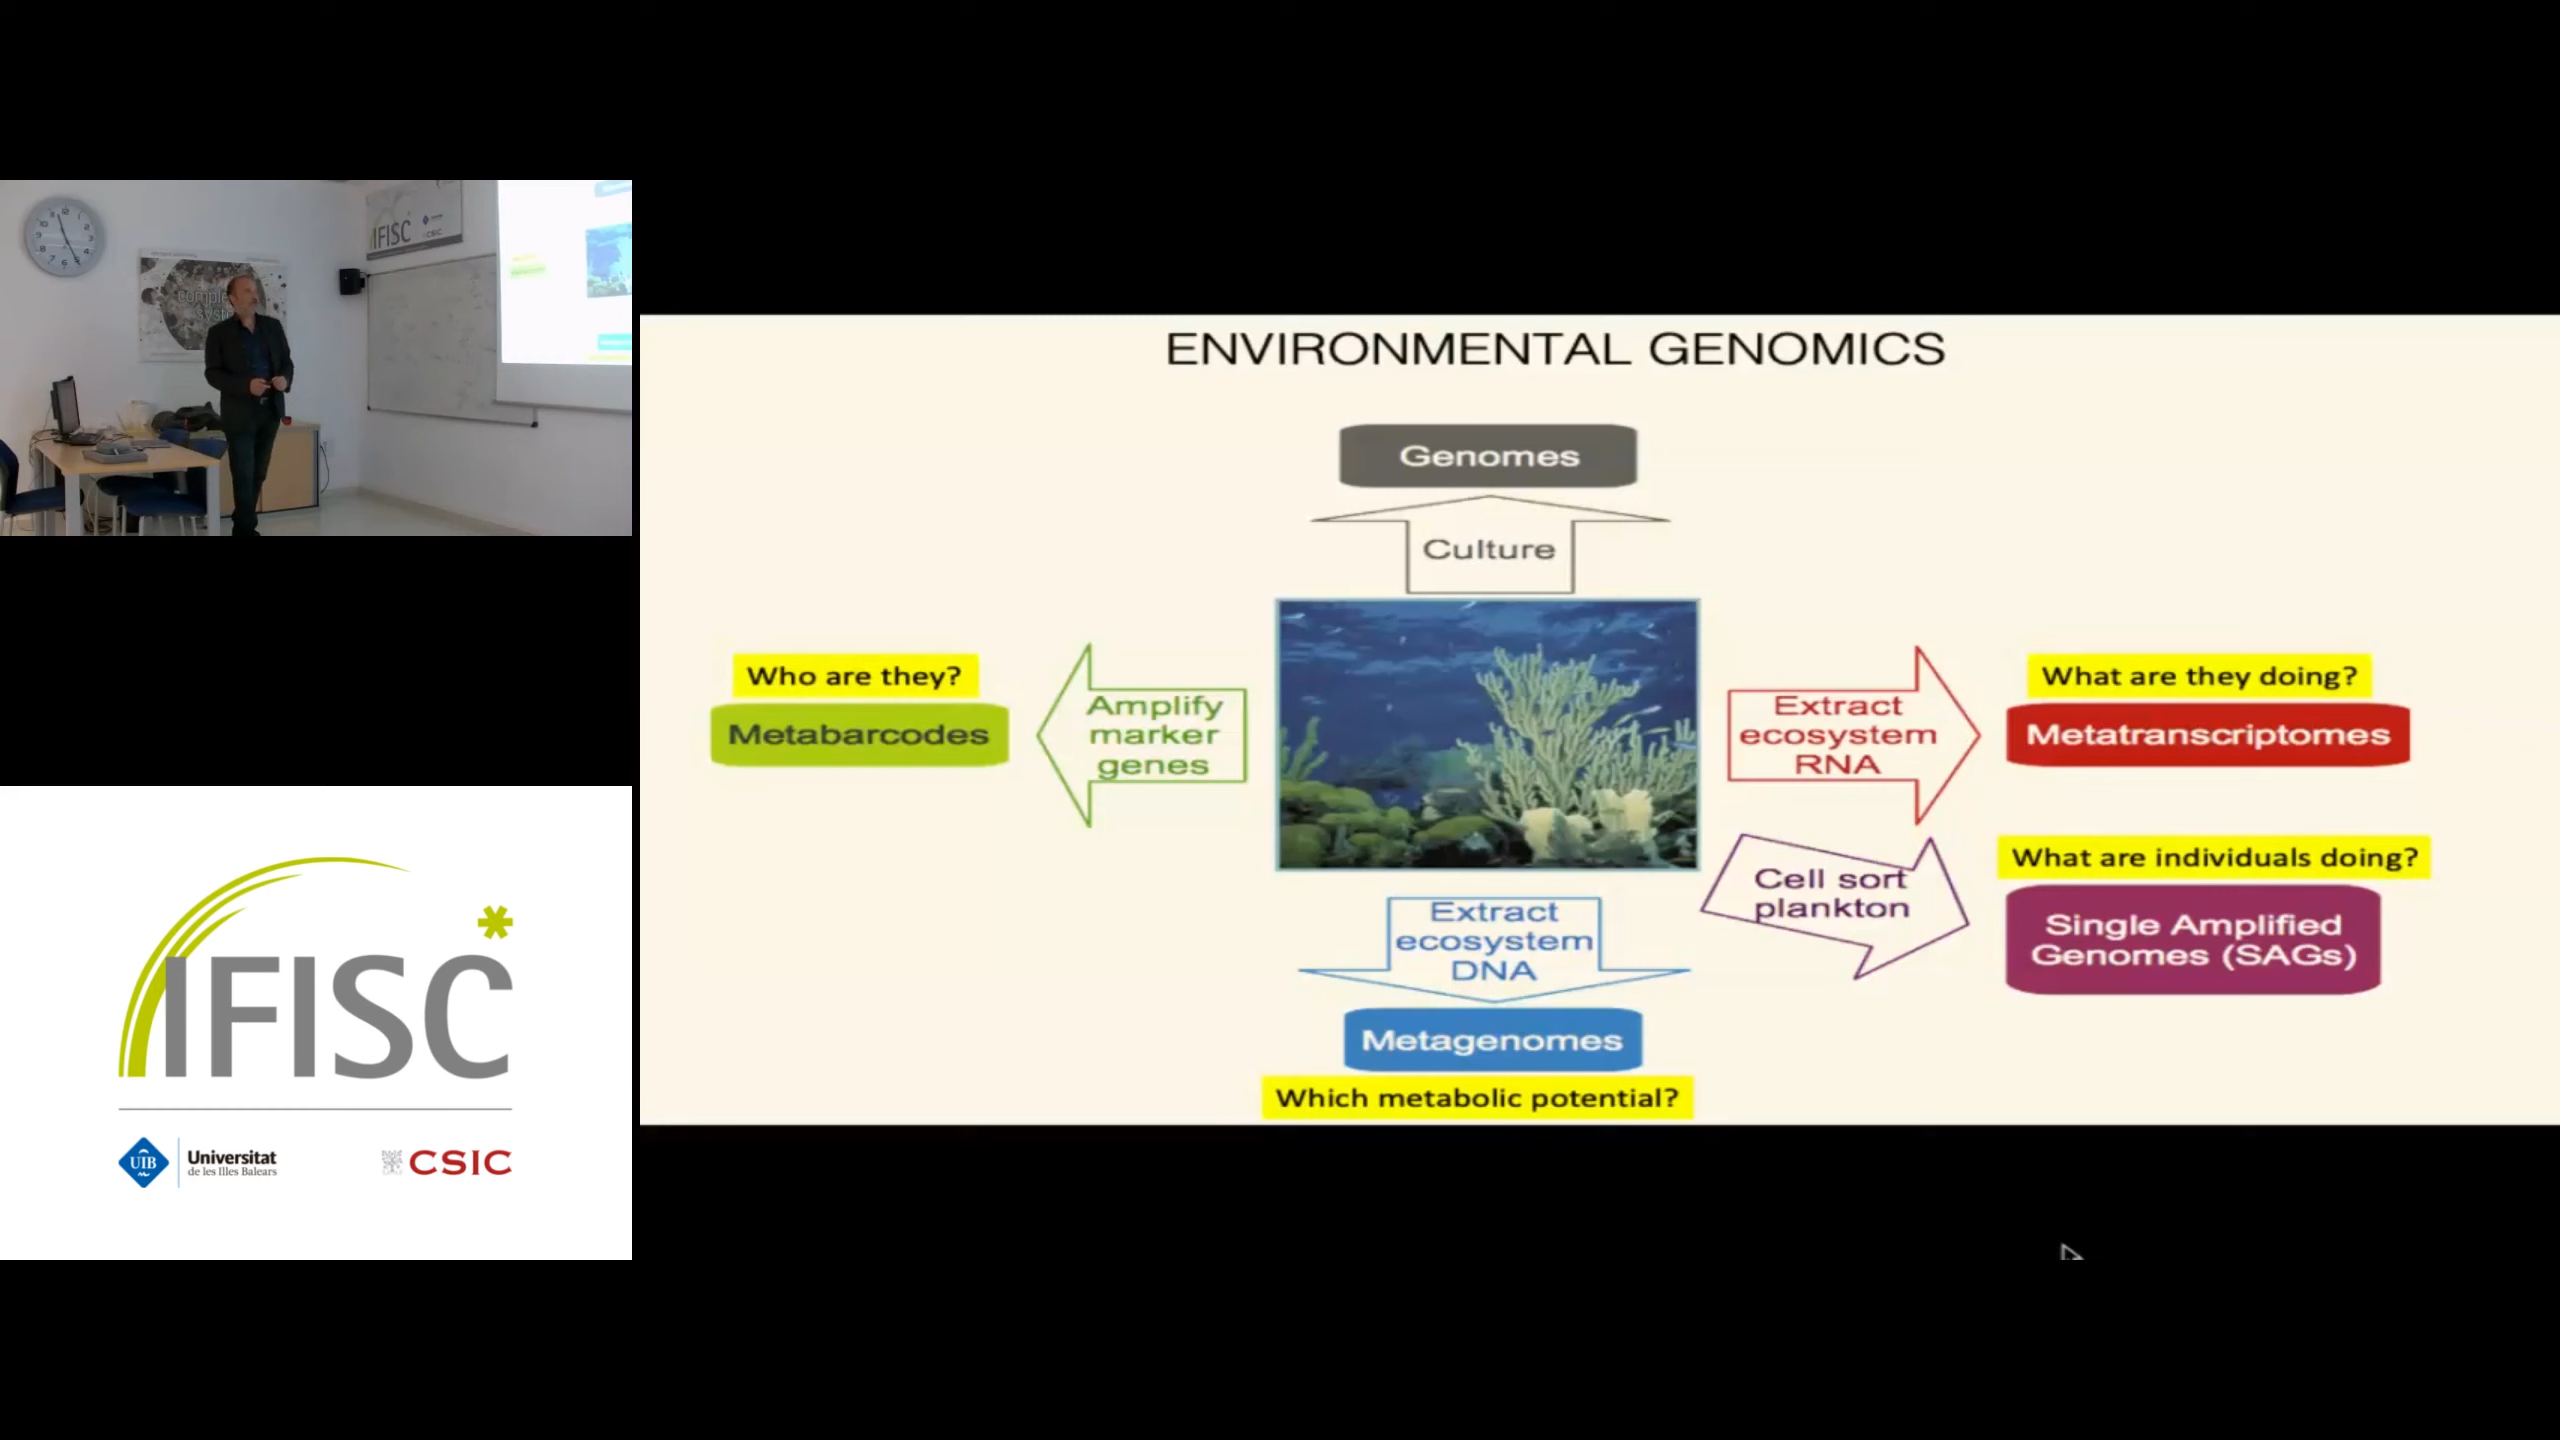 IFISC
CSIC
ENVIRONMENTAL GENOMICS
Genomes
Culture
Who are they?
Metabarcodes
Amplify
marker
genes
Extract
ecosystem
RNA
What are they doing?
Metatranscriptomes
Cell sort
plankton
What are individuals doing?
Single Amplified
Genomes (SAGs)
Extract
ecosystem
DNA
Metagenomes
Which metabolic potential?
IFISC
UIB
Universitat
de les Illes Balears
CSIC